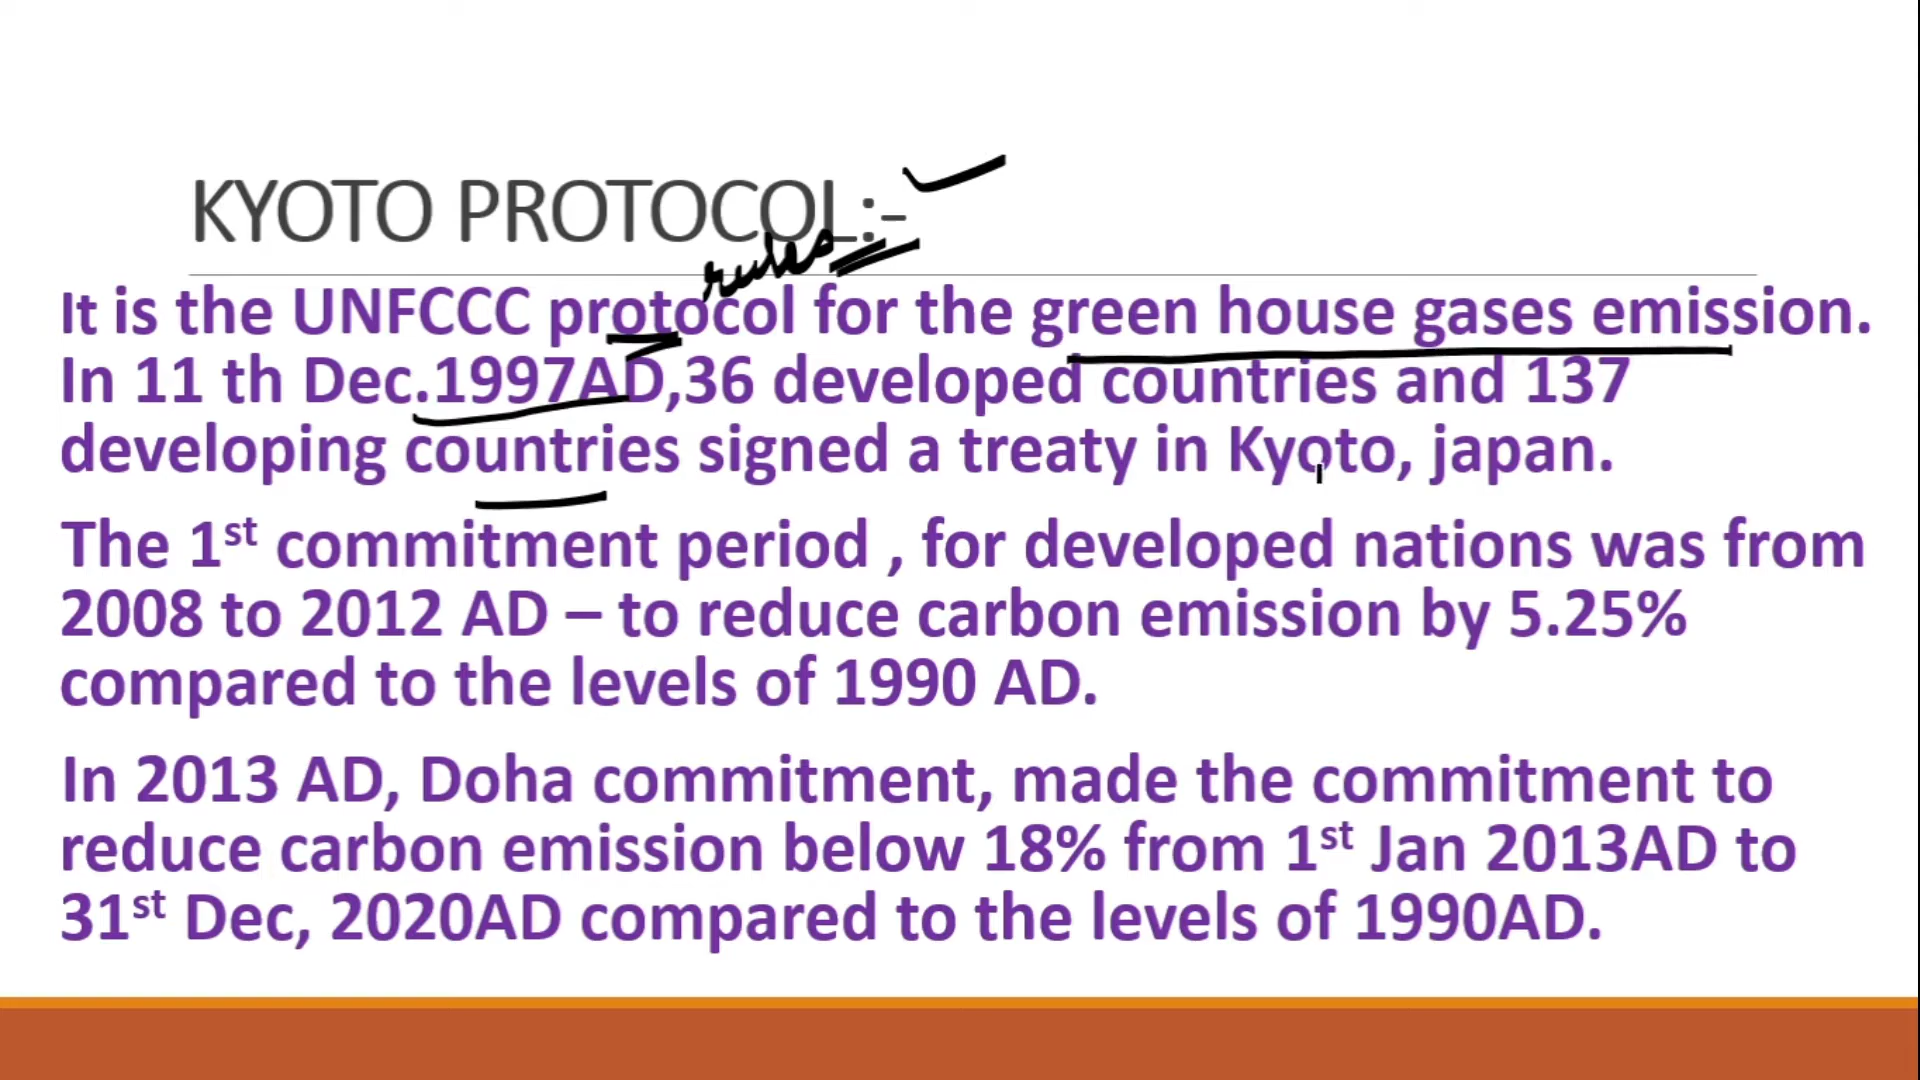 KYOTO PROTOCOL:-
rules
It is the UNFCCC protocol for the green house gases emission.
In 11 th Dec.1997AD,36 developed countries and 137
developing countries signed a treaty in Kyoto, japan.
The 1st commitment period , for developed nations was from
2008 to 2012 AD – to reduce carbon emission by 5.25%
compared to the levels of 1990 AD.
In 2013 AD, Doha commitment, made the commitment to
reduce carbon emission below 18% from 1st Jan 2013AD to
31st Dec, 2020AD compared to the levels of 1990AD.